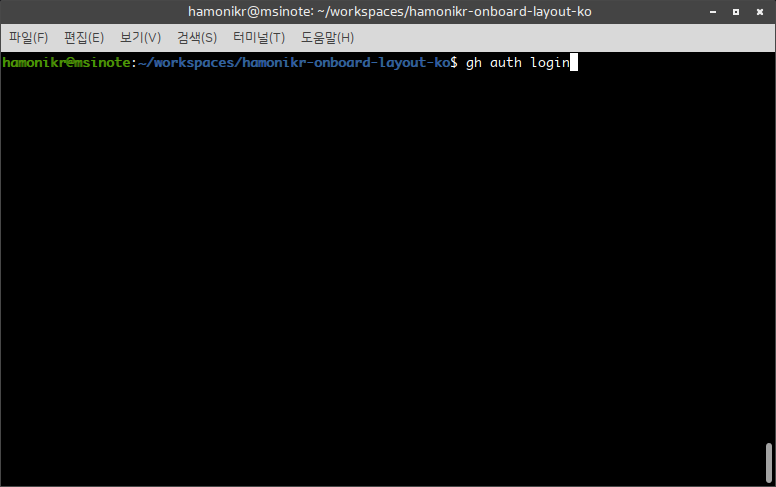 hamonikr@msinote: ~/workspaces/hamonikr-onboard-layout-ko
파일(F) 편집(E) 보기(V) 검색(S) 터미널(T) 도움말(H)
hamonikr@msinote:~/workspaces/hamonikr-onboard-layout-ko$ gh auth login